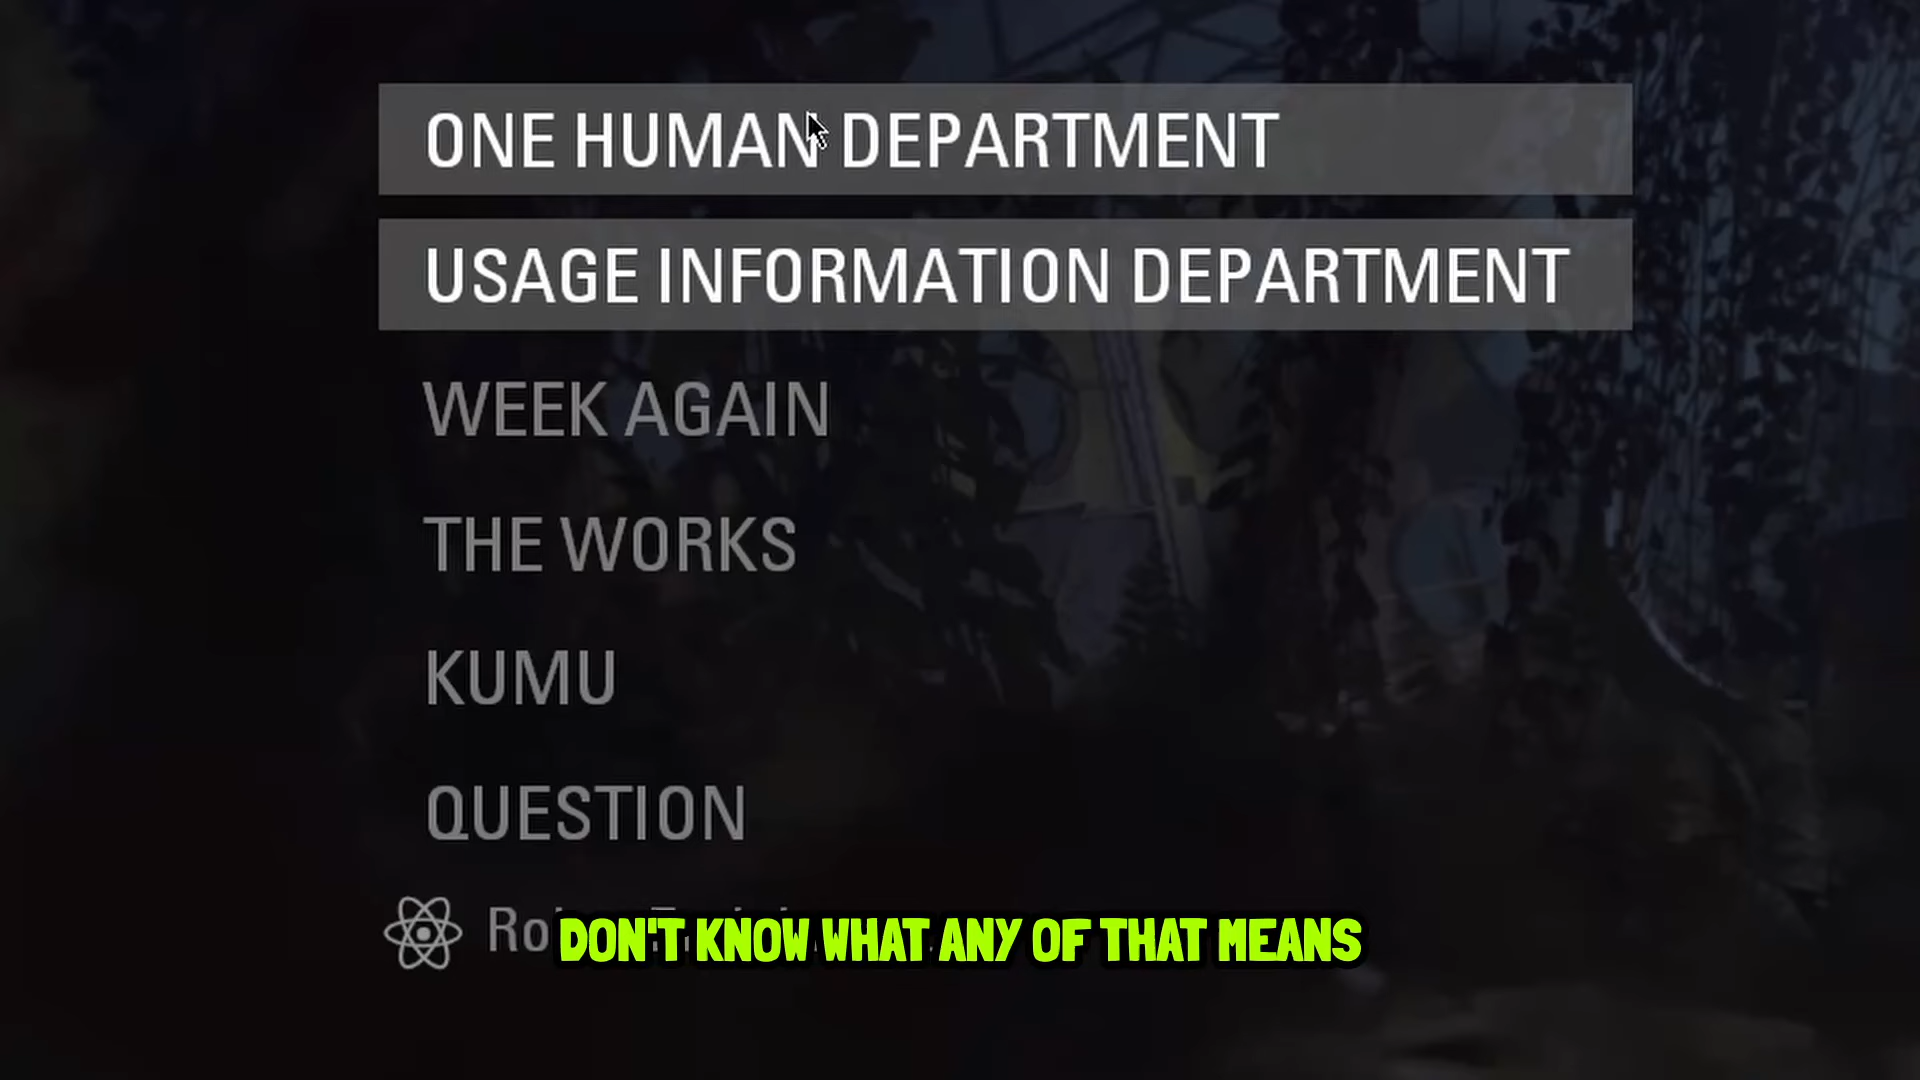 ONE HUMAN DEPARTMENT
USAGE INFORMATION DEPARTMENT
WEEK AGAIN
THE WORKS
KUMU
QUESTION
DON'T KNOW WHAT ANY OF THAT MEANS